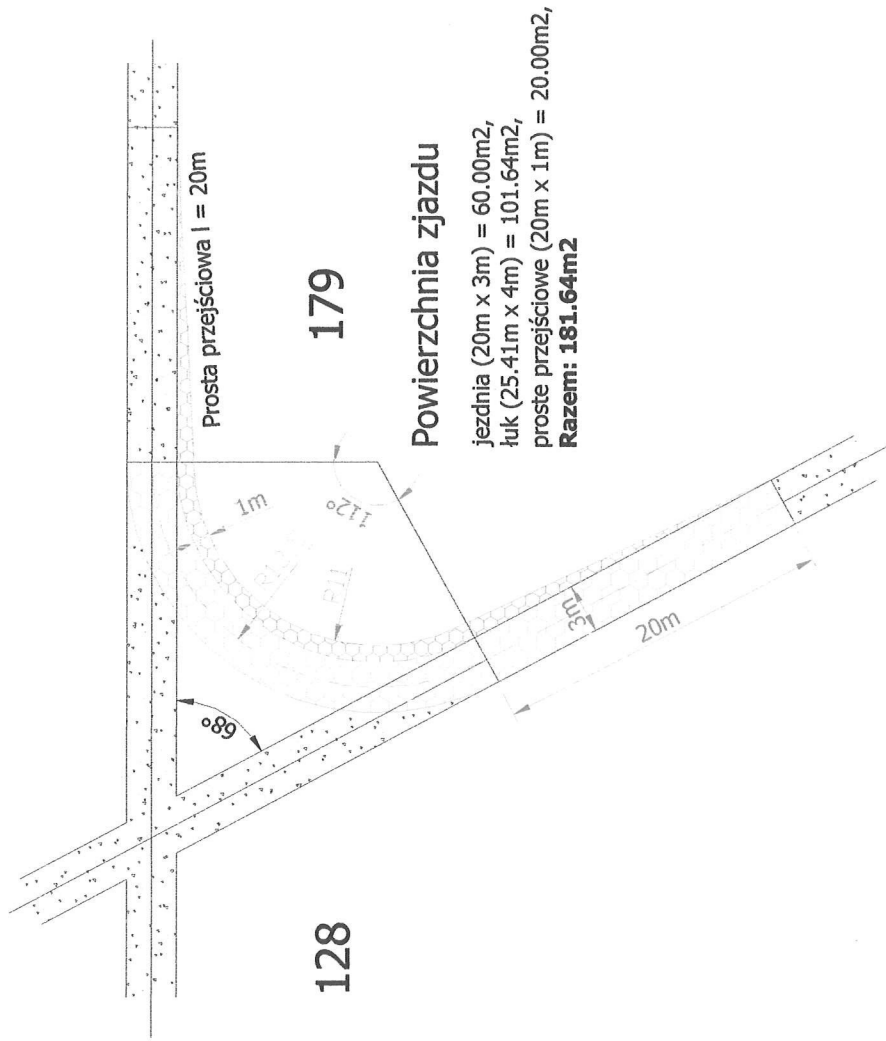 Prosta przejściowa l = 20m
179
1m
112°
R11
68°
3m
20m
128
Powierzchnia zjazdu
jezdnia (20m x 3m) = 60.00m2,
łuk (25.41m x 4m) = 101.64m2,
proste przejściowe (20m x 1m) = 20.00m2,
Razem: 181.64m2